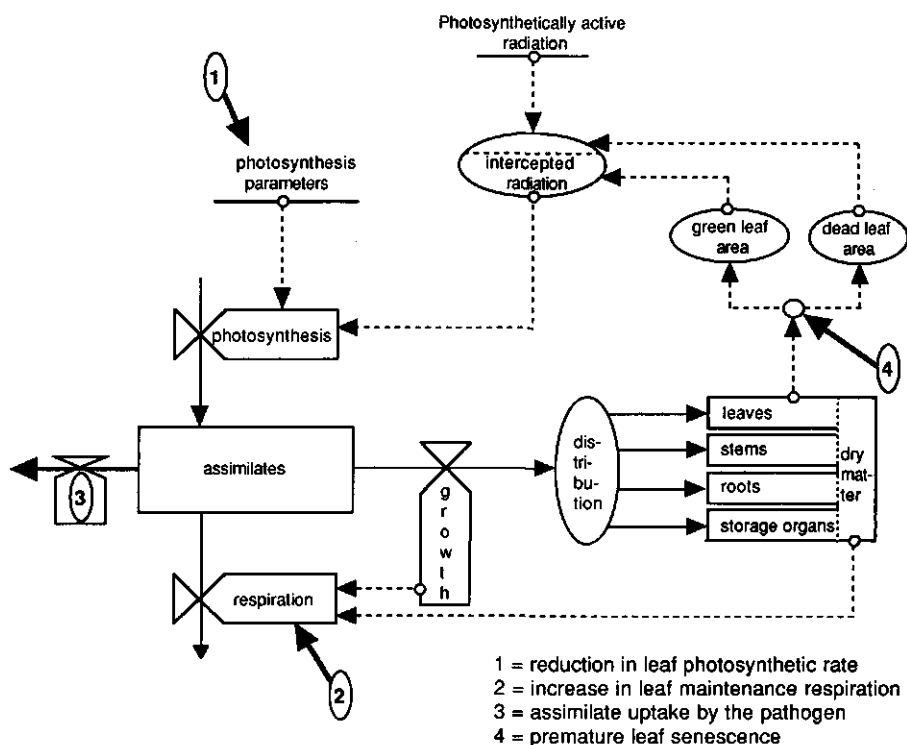 Photosynthetically active
radiation
1
photosynthesis
parameters
intercepted
radiation
green leaf
area
dead leaf
area
photosynthesis
4
assimilates
3
growth
dis-
tri-
bu-
tion
leaves
stems
roots
storage organs
dry
mat-
ter
respiration
2
1 = reduction in leaf photosynthetic rate
2 = increase in leaf maintenance respiration
3 = assimilate uptake by the pathogen
4 = premature leaf senescence